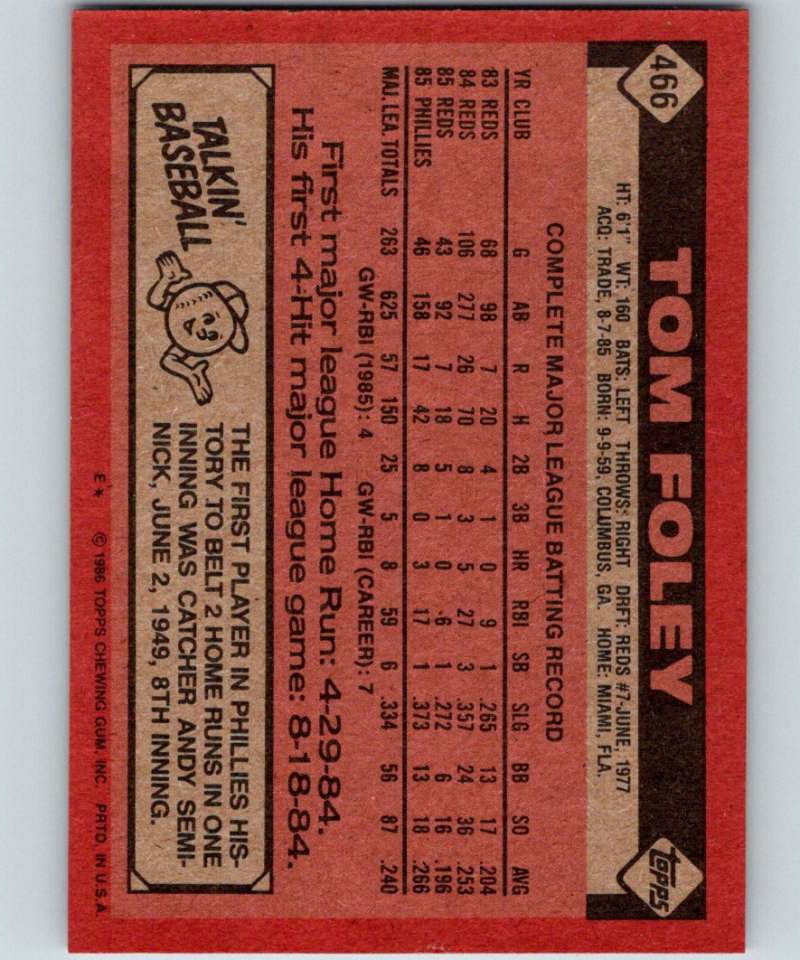 466
TOM FOLEY
topps
HT: 6'1" WT: 160 BATS: LEFT THROWS: RIGHT DRFT: REDS #7-JUNE, 1977
ACQ: TRADE, 8-7-85 BORN: 9-9-59, COLUMBUS, GA. HOME: MIAMI, FLA.
COMPLETE MAJOR LEAGUE BATTING RECORD
YR CLUB G AB R H 2B 3B HR RBI SB SLG BB SO AVG
83 REDS 68 98 7 20 4 1 0 9 1 .265 13 17 .204
84 REDS 106 277 26 70 8 3 5 27 3 .357 24 36 .253
85 REDS 43 92 7 18 5 1 0 6 1 .272 6 16 .196
85 PHILLIES 46 158 17 42 8 0 3 17 1 .373 13 18 .266
MAJ. LEA. TOTALS 263 625 57 150 25 5 8 59 6 .334 56 87 .240
GW-RBI (1985): 4 GW-RBI (CAREER): 7
First major league Home Run: 4-29-84.
His first 4-Hit major league game: 8-18-84.
TALKIN'
BASEBALL
THE FIRST PLAYER IN PHILLIES HIS-
TORY TO BELT 2 HOME RUNS IN ONE
INNING WAS CATCHER ANDY SEMI-
NICK, JUNE 2, 1949, 8TH INNING.
E* © 1986 TOPPS CHEWING GUM, INC. PRTD. IN U.S.A.